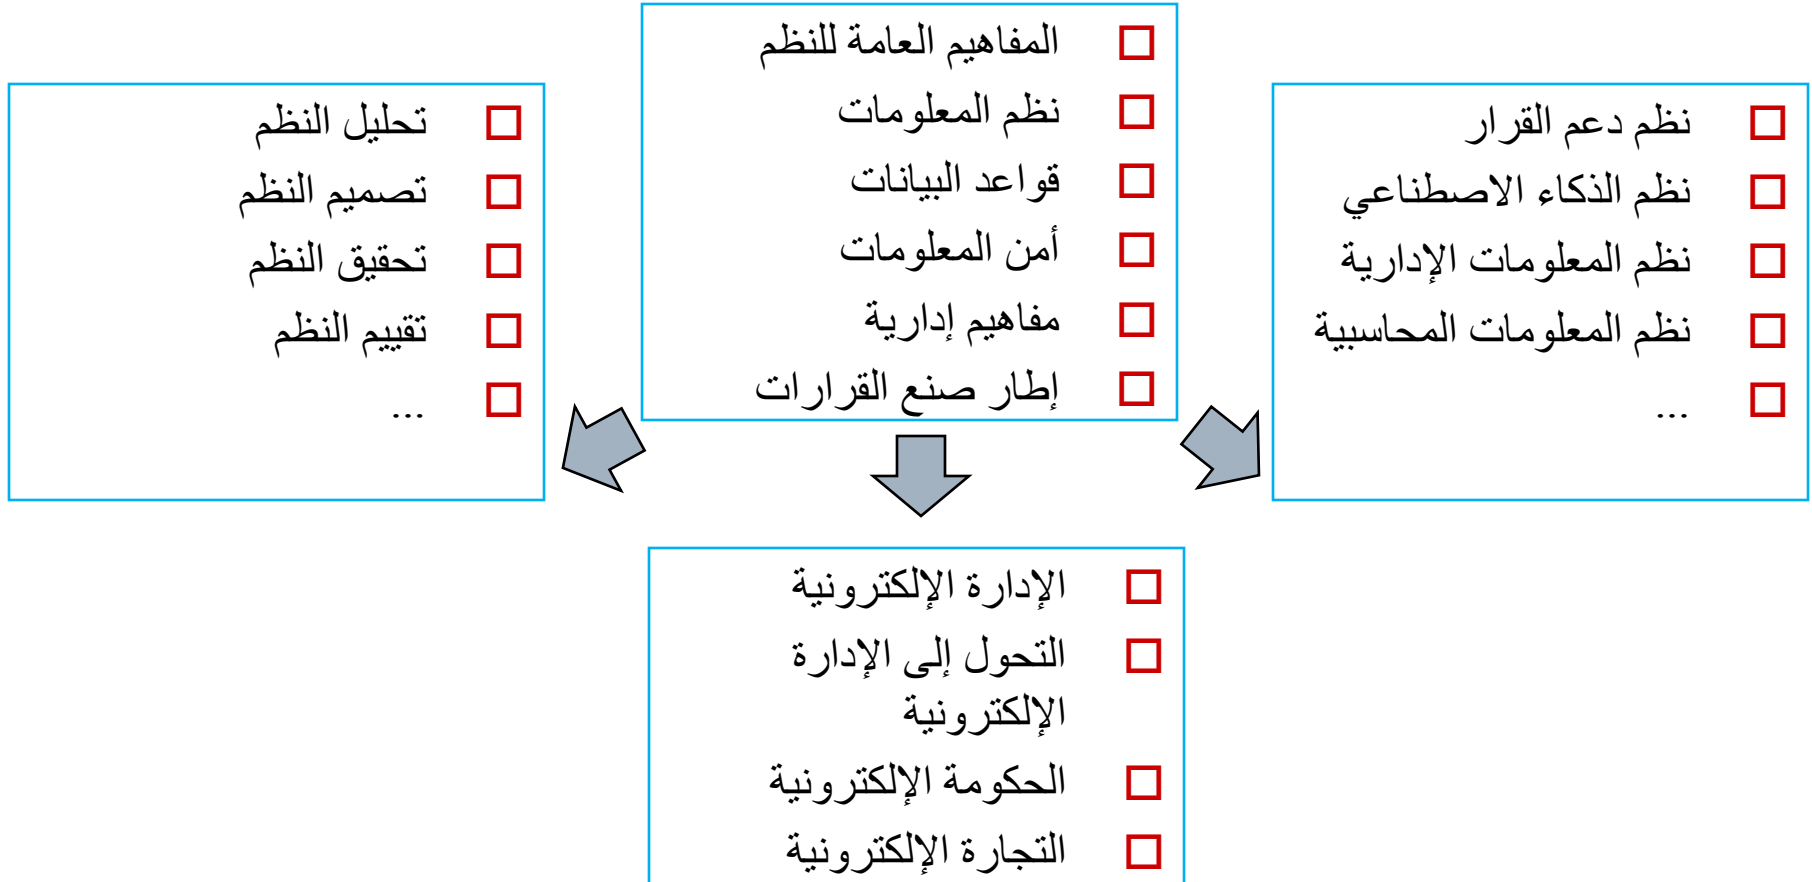 المفاهيم العامة للنظم
نظم المعلومات
قواعد البيانات
أمن المعلومات
مفاهيم إدارية
إطار صنع القرارات
نظم دعم القرار
نظم الذكاء الاصطناعي
نظم المعلومات الإدارية
نظم المعلومات المحاسبية
...
تحليل النظم
تصميم النظم
تحقيق النظم
تقييم النظم
...
الإدارة الإلكترونية
التحول إلى الإدارة
الإلكترونية
الحكومة الإلكترونية
التجارة الإلكترونية